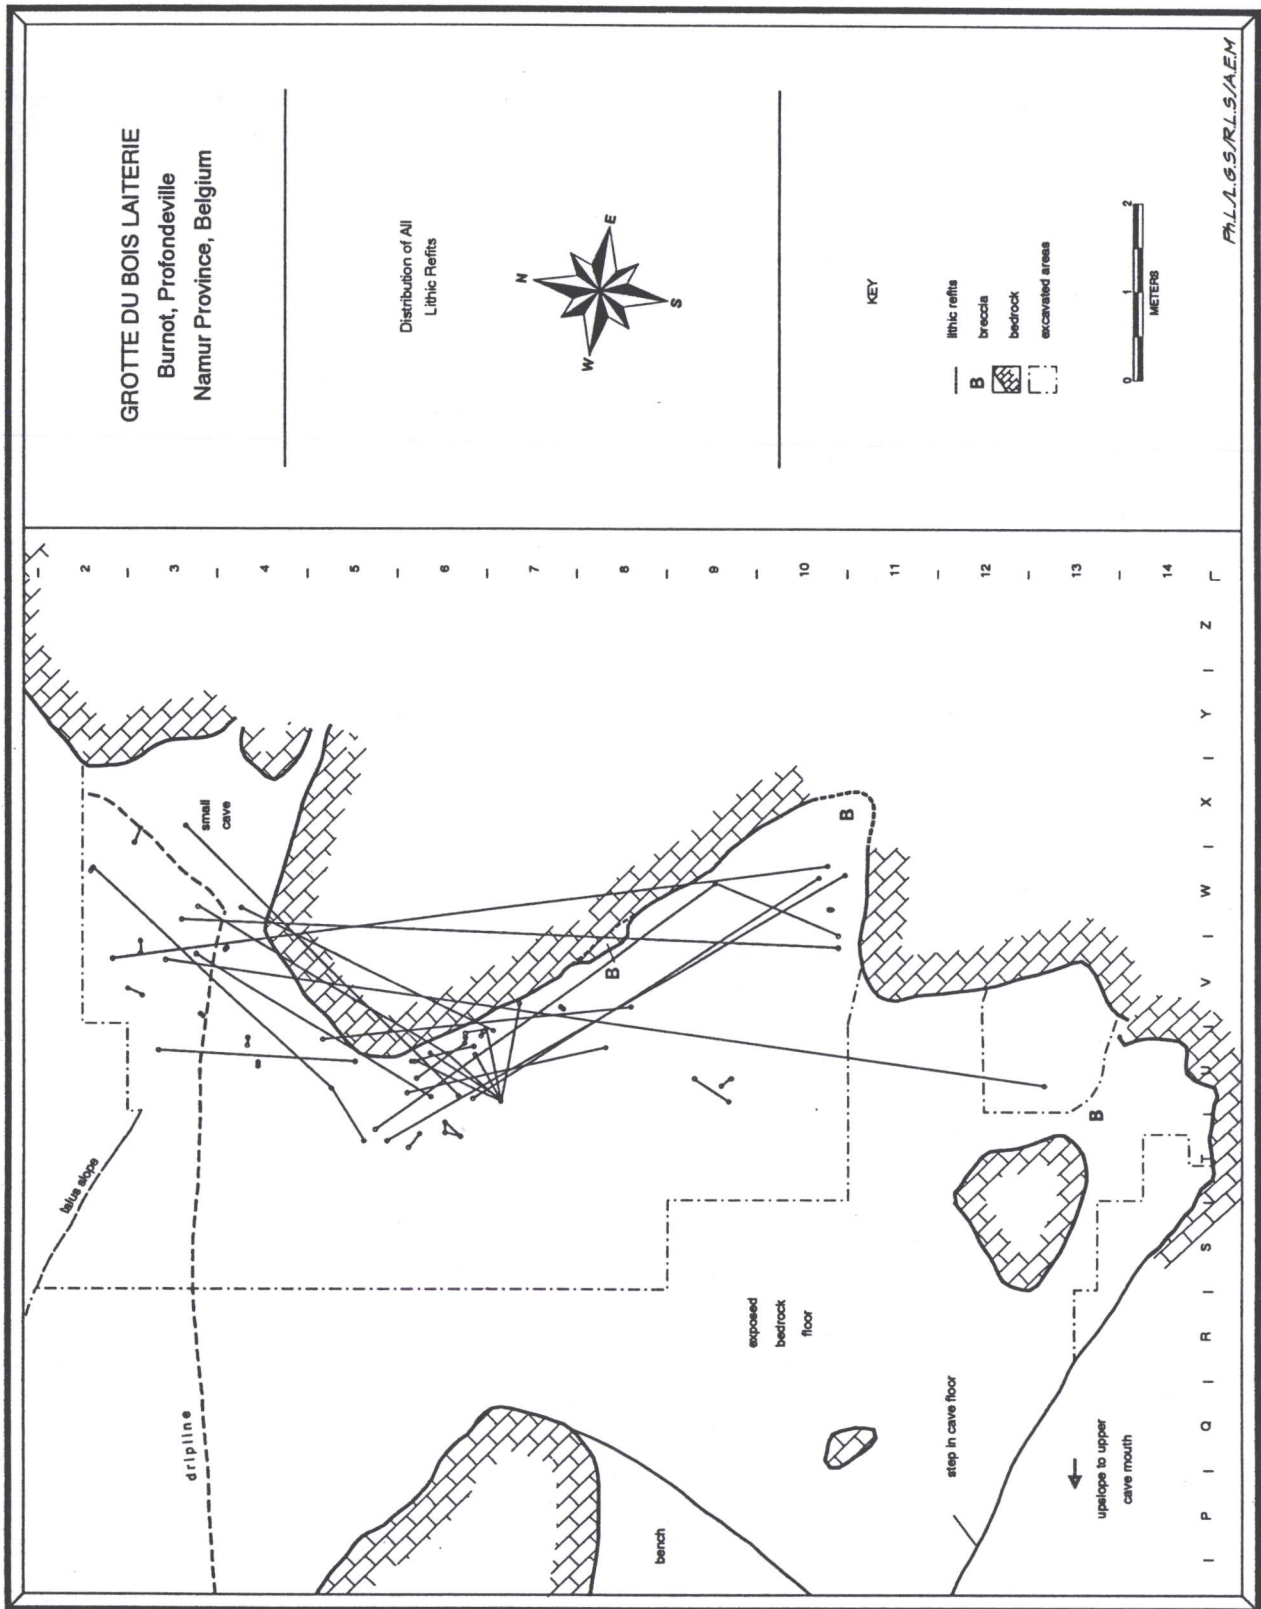 GROTTE DU BOIS LAITERIE
Burnot, Profondeville
Namur Province, Belgium
Distribution of All
Lithic Refits
N
E
S
W
KEY
lithic refits
B breccia
bedrock
excavated areas
0 1 2
METERS
Ph.L./L.G.S./R.L.S/A.E.M
talus slope
dripline
small
cave
B
B
B
exposed
bedrock
floor
bench
step in cave floor
upslope to upper
cave mouth
2
3
4
5
6
7
8
9
10
11
12
13
14
P Q R S T U V W X Y Z